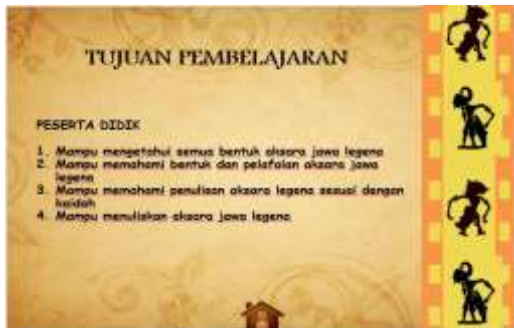 TUJUAN PEMBELAJARAN
PESERTA DIDIK
1. Mampu mengetahui semua bentuk aksara jawa legena
2. Mampu memahami bentuk dan pelafalan aksara jawa
legena
3. Mampu memahami penulisan aksara legena sesuai dengan
kaidah
4. Mampu menuliskan aksara jawa legena